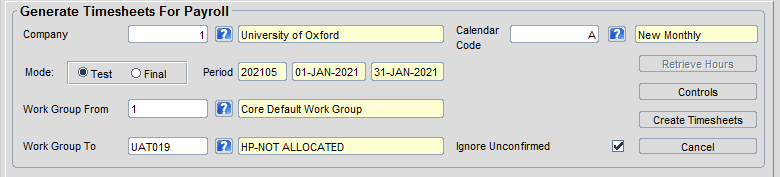 Generate Timesheets For Payroll
Company 1 ? University of Oxford Calendar Code A ? New Monthly
Retrieve Hours
Mode: Test Final Period 202105 01-JAN-2021 31-JAN-2021
Controls
Work Group From 1 ? Core Default Work Group
Create Timesheets
Work Group To UAT019 ? HP-NOT ALLOCATED Ignore Unconfirmed Cancel